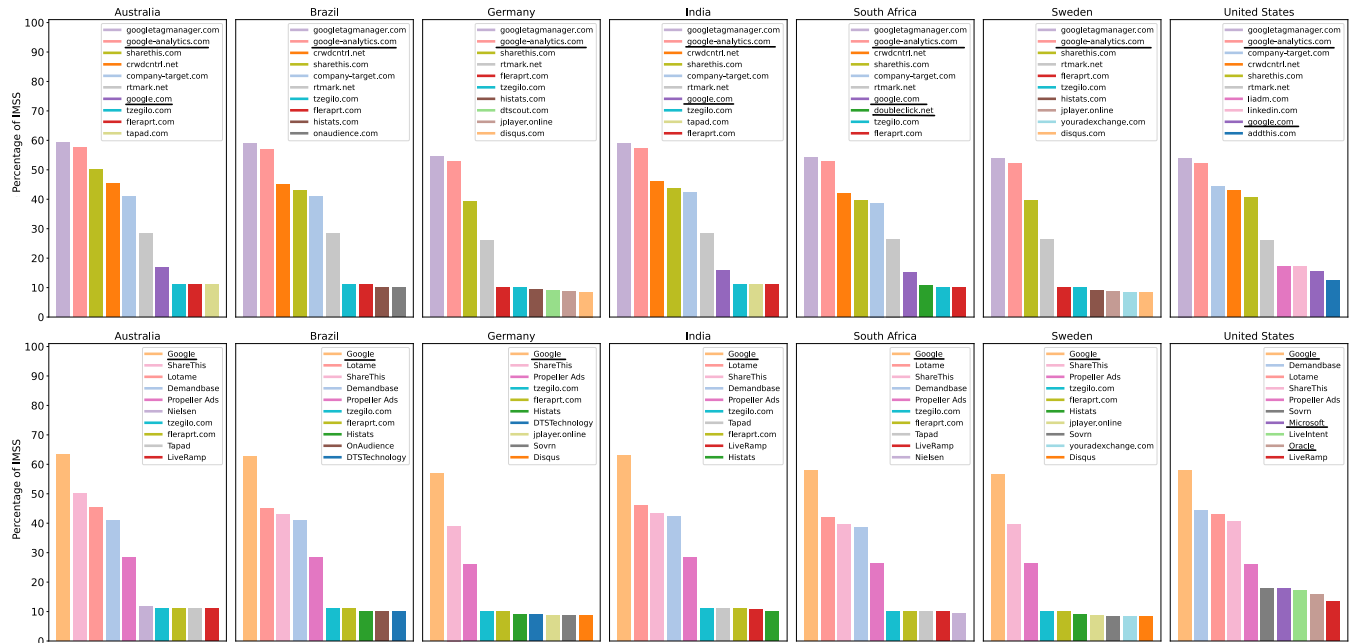 Australia
Brazil
Germany
India
South Africa
Sweden
United States
Percentage of IMSS
100
90
80
70
60
50
40
30
20
10
0
googletagmanager.com
google-analytics.com
sharethis.com
crwdcntrl.net
company-target.com
rtmark.net
google.com
tzegilo.com
fleraprt.com
tapad.com
googletagmanager.com
google-analytics.com
crwdcntrl.net
sharethis.com
company-target.com
rtmark.net
tzegilo.com
fleraprt.com
histats.com
onaudience.com
googletagmanager.com
google-analytics.com
sharethis.com
rtmark.net
fleraprt.com
tzegilo.com
histats.com
dtscout.com
jplayer.online
disqus.com
googletagmanager.com
google-analytics.com
crwdcntrl.net
sharethis.com
company-target.com
rtmark.net
google.com
tzegilo.com
tapad.com
fleraprt.com
googletagmanager.com
google-analytics.com
crwdcntrl.net
sharethis.com
company-target.com
rtmark.net
google.com
doubleclick.net
tzegilo.com
fleraprt.com
googletagmanager.com
google-analytics.com
sharethis.com
rtmark.net
fleraprt.com
tzegilo.com
histats.com
jplayer.online
youradexchange.com
disqus.com
googletagmanager.com
google-analytics.com
company-target.com
crwdcntrl.net
sharethis.com
rtmark.net
liadm.com
linkedin.com
google.com
addthis.com
Australia
Brazil
Germany
India
South Africa
Sweden
United States
Percentage of IMSS
100
90
80
70
60
50
40
30
20
10
0
Google
ShareThis
Lotame
Demandbase
Propeller Ads
Nielsen
tzegilo.com
fleraprt.com
Tapad
LiveRamp
Google
Lotame
ShareThis
Demandbase
Propeller Ads
tzegilo.com
fleraprt.com
Histats
OnAudience
DTSTechnology
Google
ShareThis
Propeller Ads
tzegilo.com
fleraprt.com
Histats
DTSTechnology
jplayer.online
Sovrn
Disqus
Google
Lotame
ShareThis
Demandbase
Propeller Ads
tzegilo.com
Tapad
fleraprt.com
LiveRamp
Histats
Google
Lotame
ShareThis
Demandbase
Propeller Ads
tzegilo.com
fleraprt.com
Tapad
LiveRamp
Nielsen
Google
ShareThis
Propeller Ads
tzegilo.com
fleraprt.com
Histats
jplayer.online
Sovrn
youradexchange.com
Disqus
Google
Demandbase
Lotame
ShareThis
Propeller Ads
Sovrn
Microsoft
LiveIntent
Oracle
LiveRamp